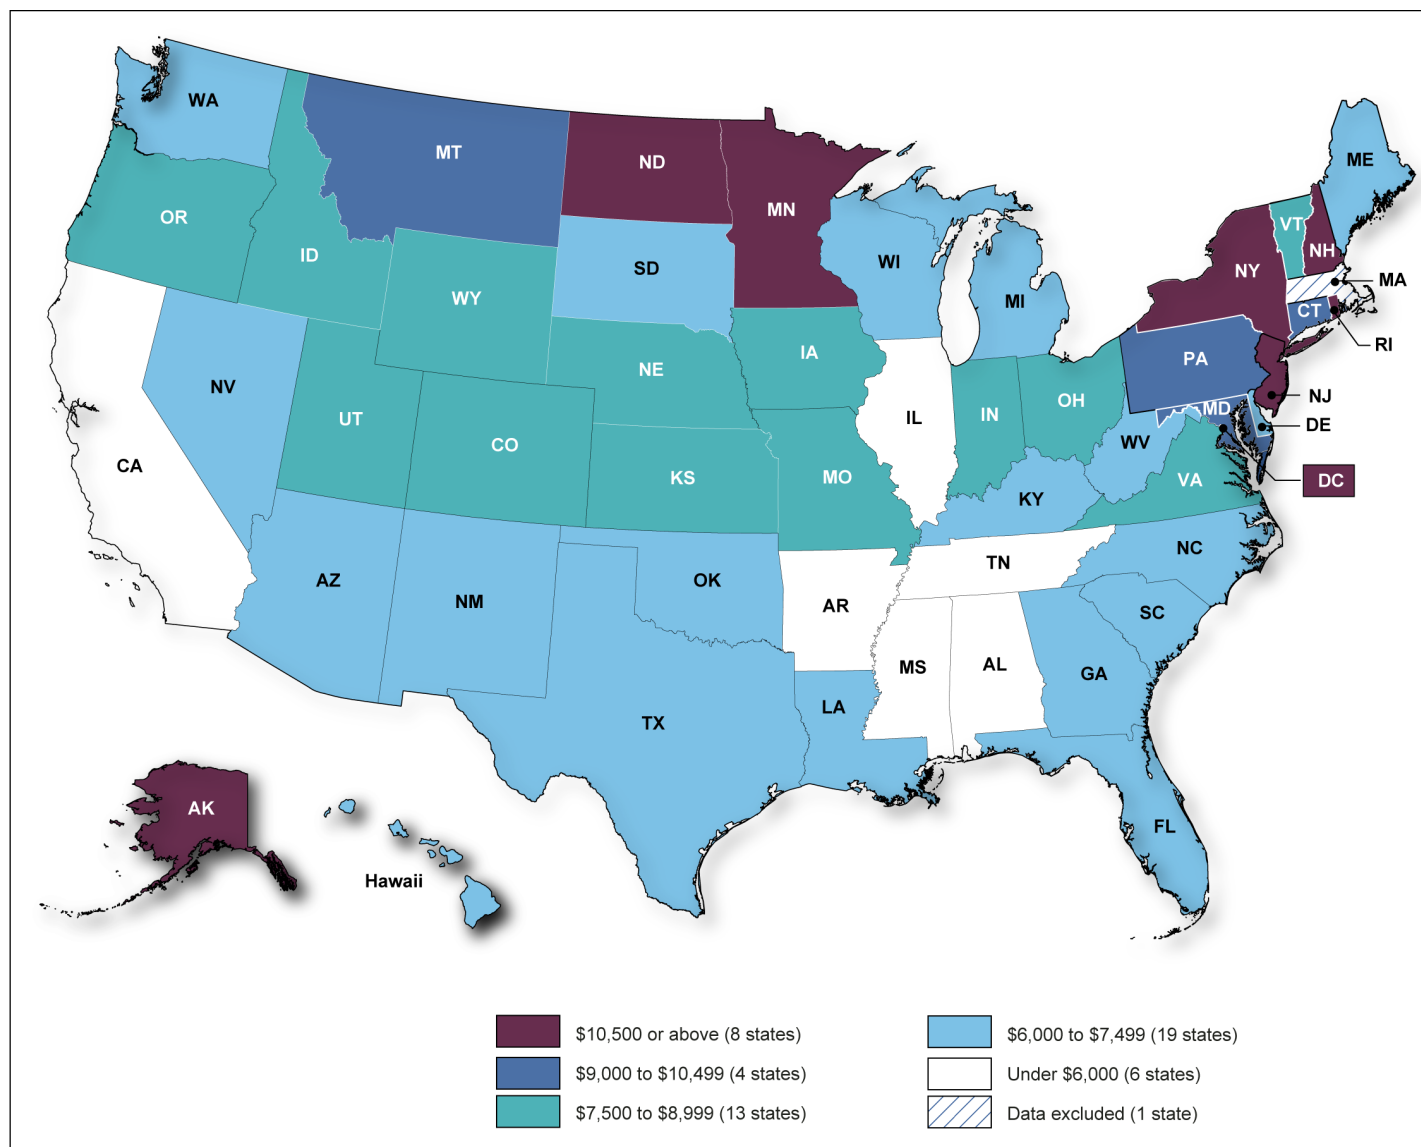 WA
MT
ND
MN
ME
OR
ID
SD
WI
VT
NH
NY
MA
WY
MI
CT
RI
IA
PA
NE
NV
OH
NJ
UT
IN
IL
MD
CO
DE
WV
CA
KS
MO
VA
DC
KY
NC
TN
AZ
OK
NM
AR
SC
MS
AL
GA
LA
TX
AK
FL
Hawaii
$10,500 or above (8 states)
$9,000 to $10,499 (4 states)
$7,500 to $8,999 (13 states)
$6,000 to $7,499 (19 states)
Under $6,000 (6 states)
Data excluded (1 state)